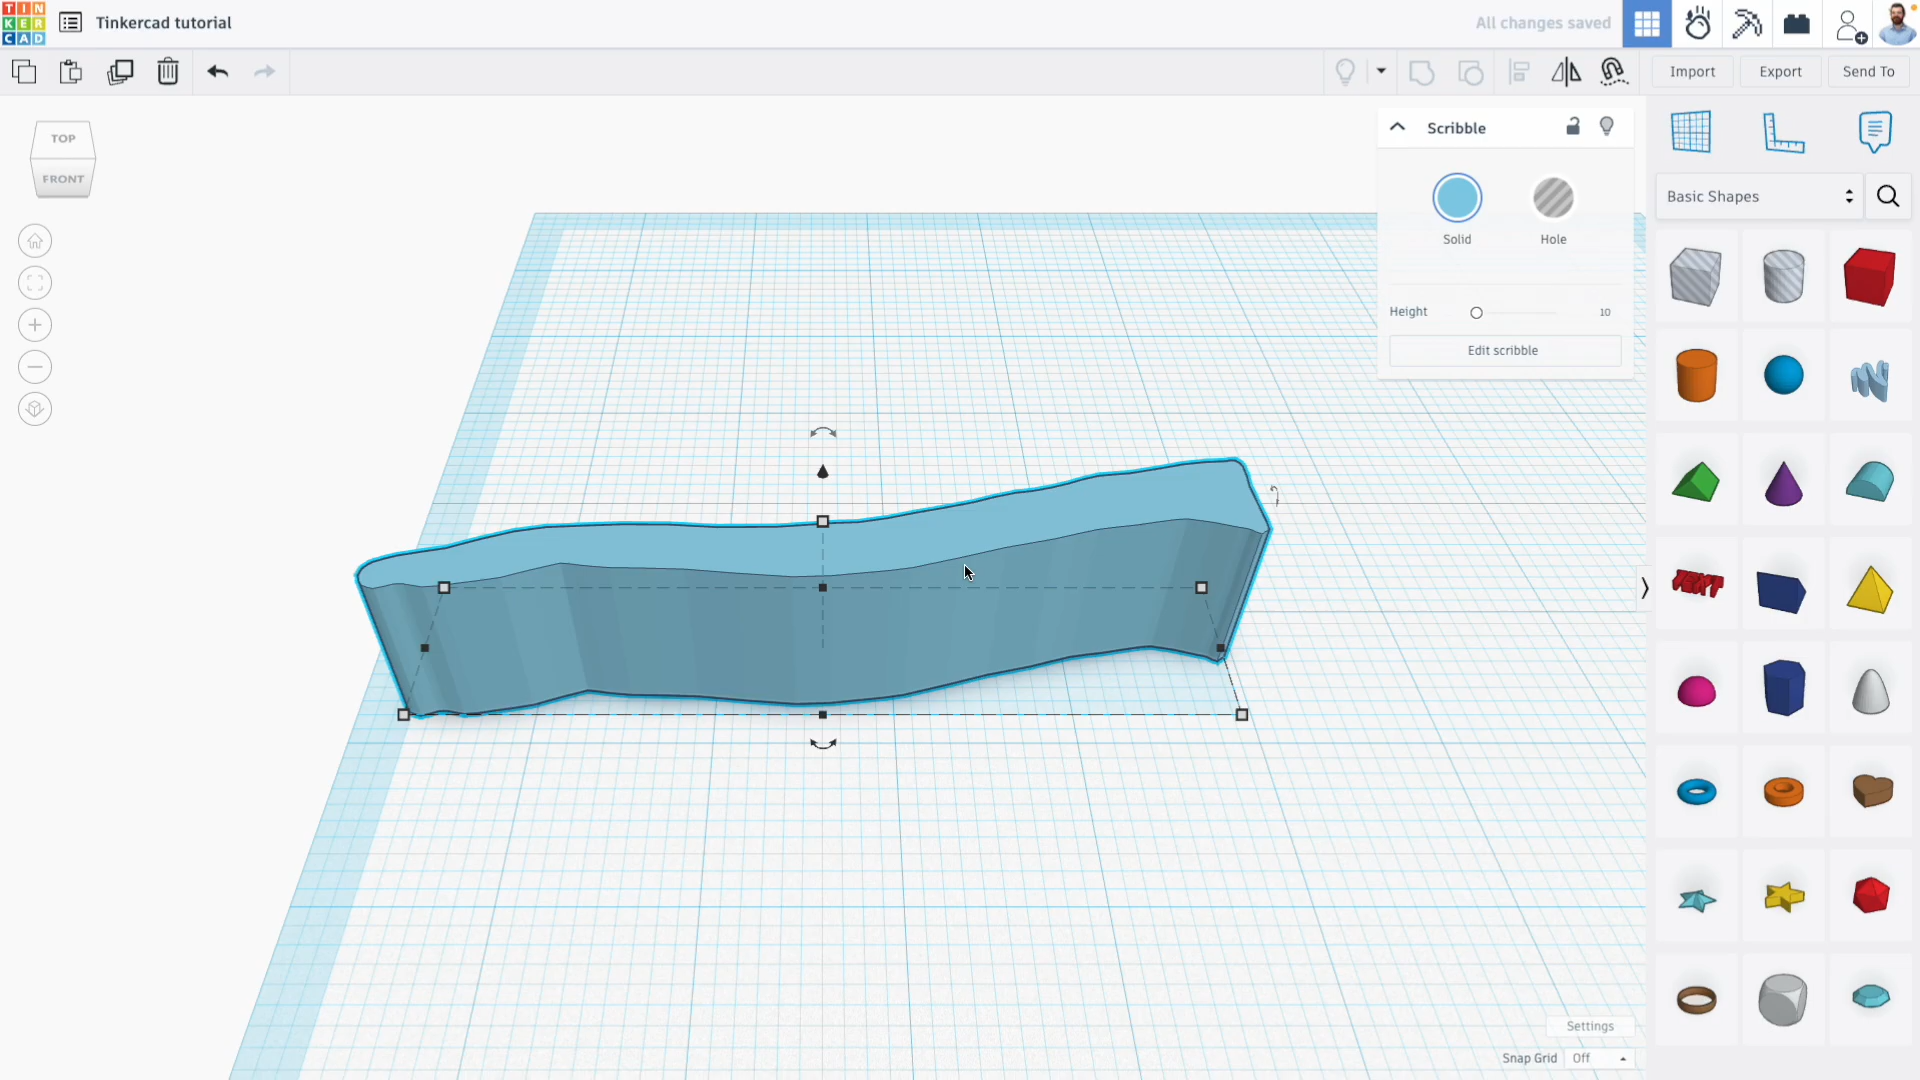 TIN
KER
CAD
Tinkercad tutorial
All changes saved
Import
Export
Send To
TOP
FRONT
Scribble
Solid
Hole
Height
10
Edit scribble
Basic Shapes
TEXT
Settings
Snap Grid
Off